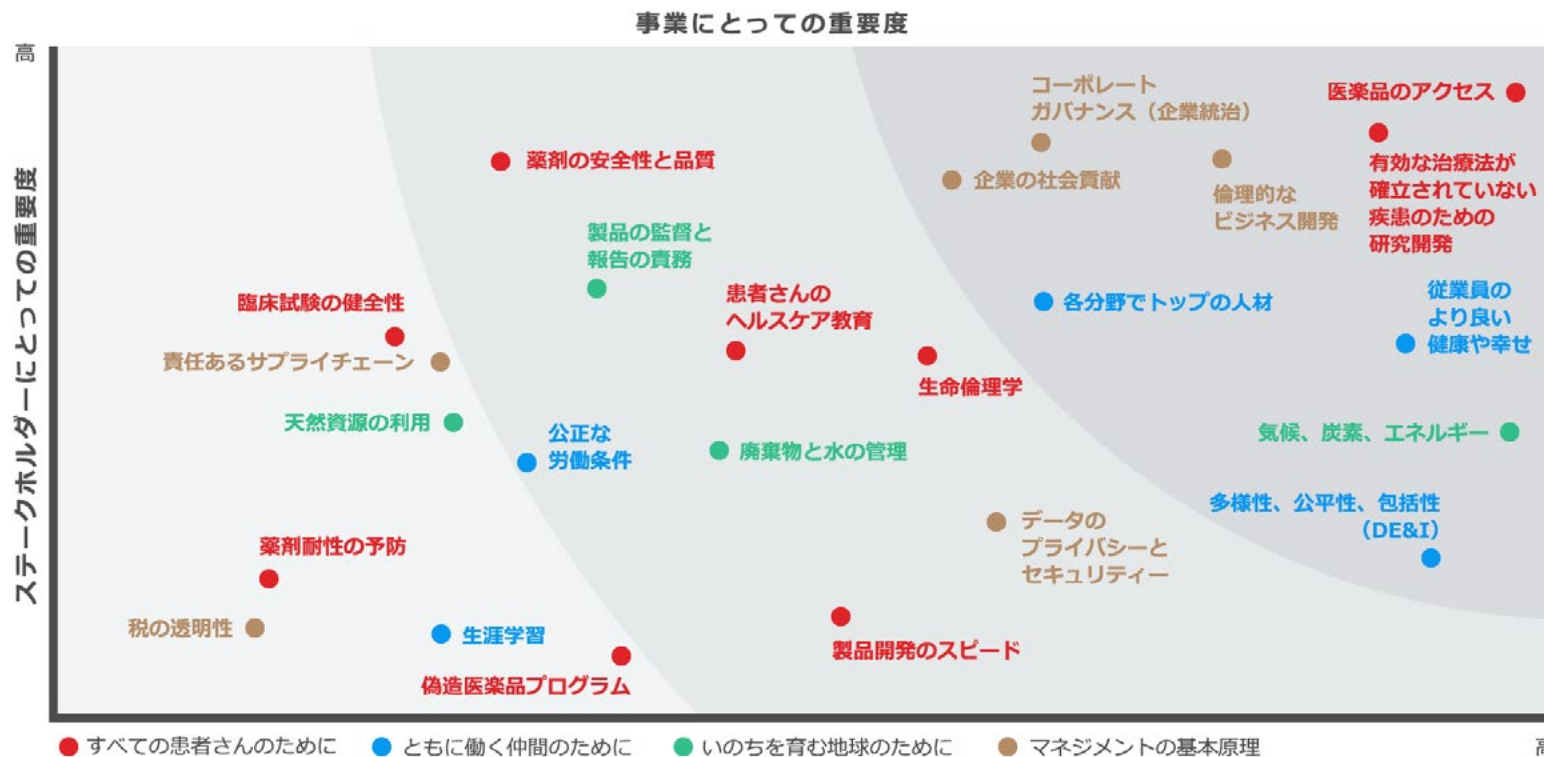 事業にとっての重要度
高
ステークホルダーにとっての重要度
コーポレート
ガバナンス（企業統治）
医薬品のアクセス
薬剤の安全性と品質
企業の社会貢献
倫理的な
ビジネス開発
有効な治療法が
確立されていない
疾患のための
研究開発
製品の監督と
報告の責務
患者さんの
ヘルスケア教育
臨床試験の健全性
各分野でトップの人材
従業員の
より良い
健康や幸せ
責任あるサプライチェーン
生命倫理学
天然資源の利用
公正な
労働条件
廃棄物と水の管理
気候、炭素、エネルギー
多様性、公平性、包括性
（DE&I）
データの
プライバシーと
セキュリティー
薬剤耐性の予防
税の透明性
生涯学習
製品開発のスピード
偽造医薬品プログラム
すべての患者さんのために
ともに働く仲間のために
いのちを育む地球のために
マネジメントの基本原理